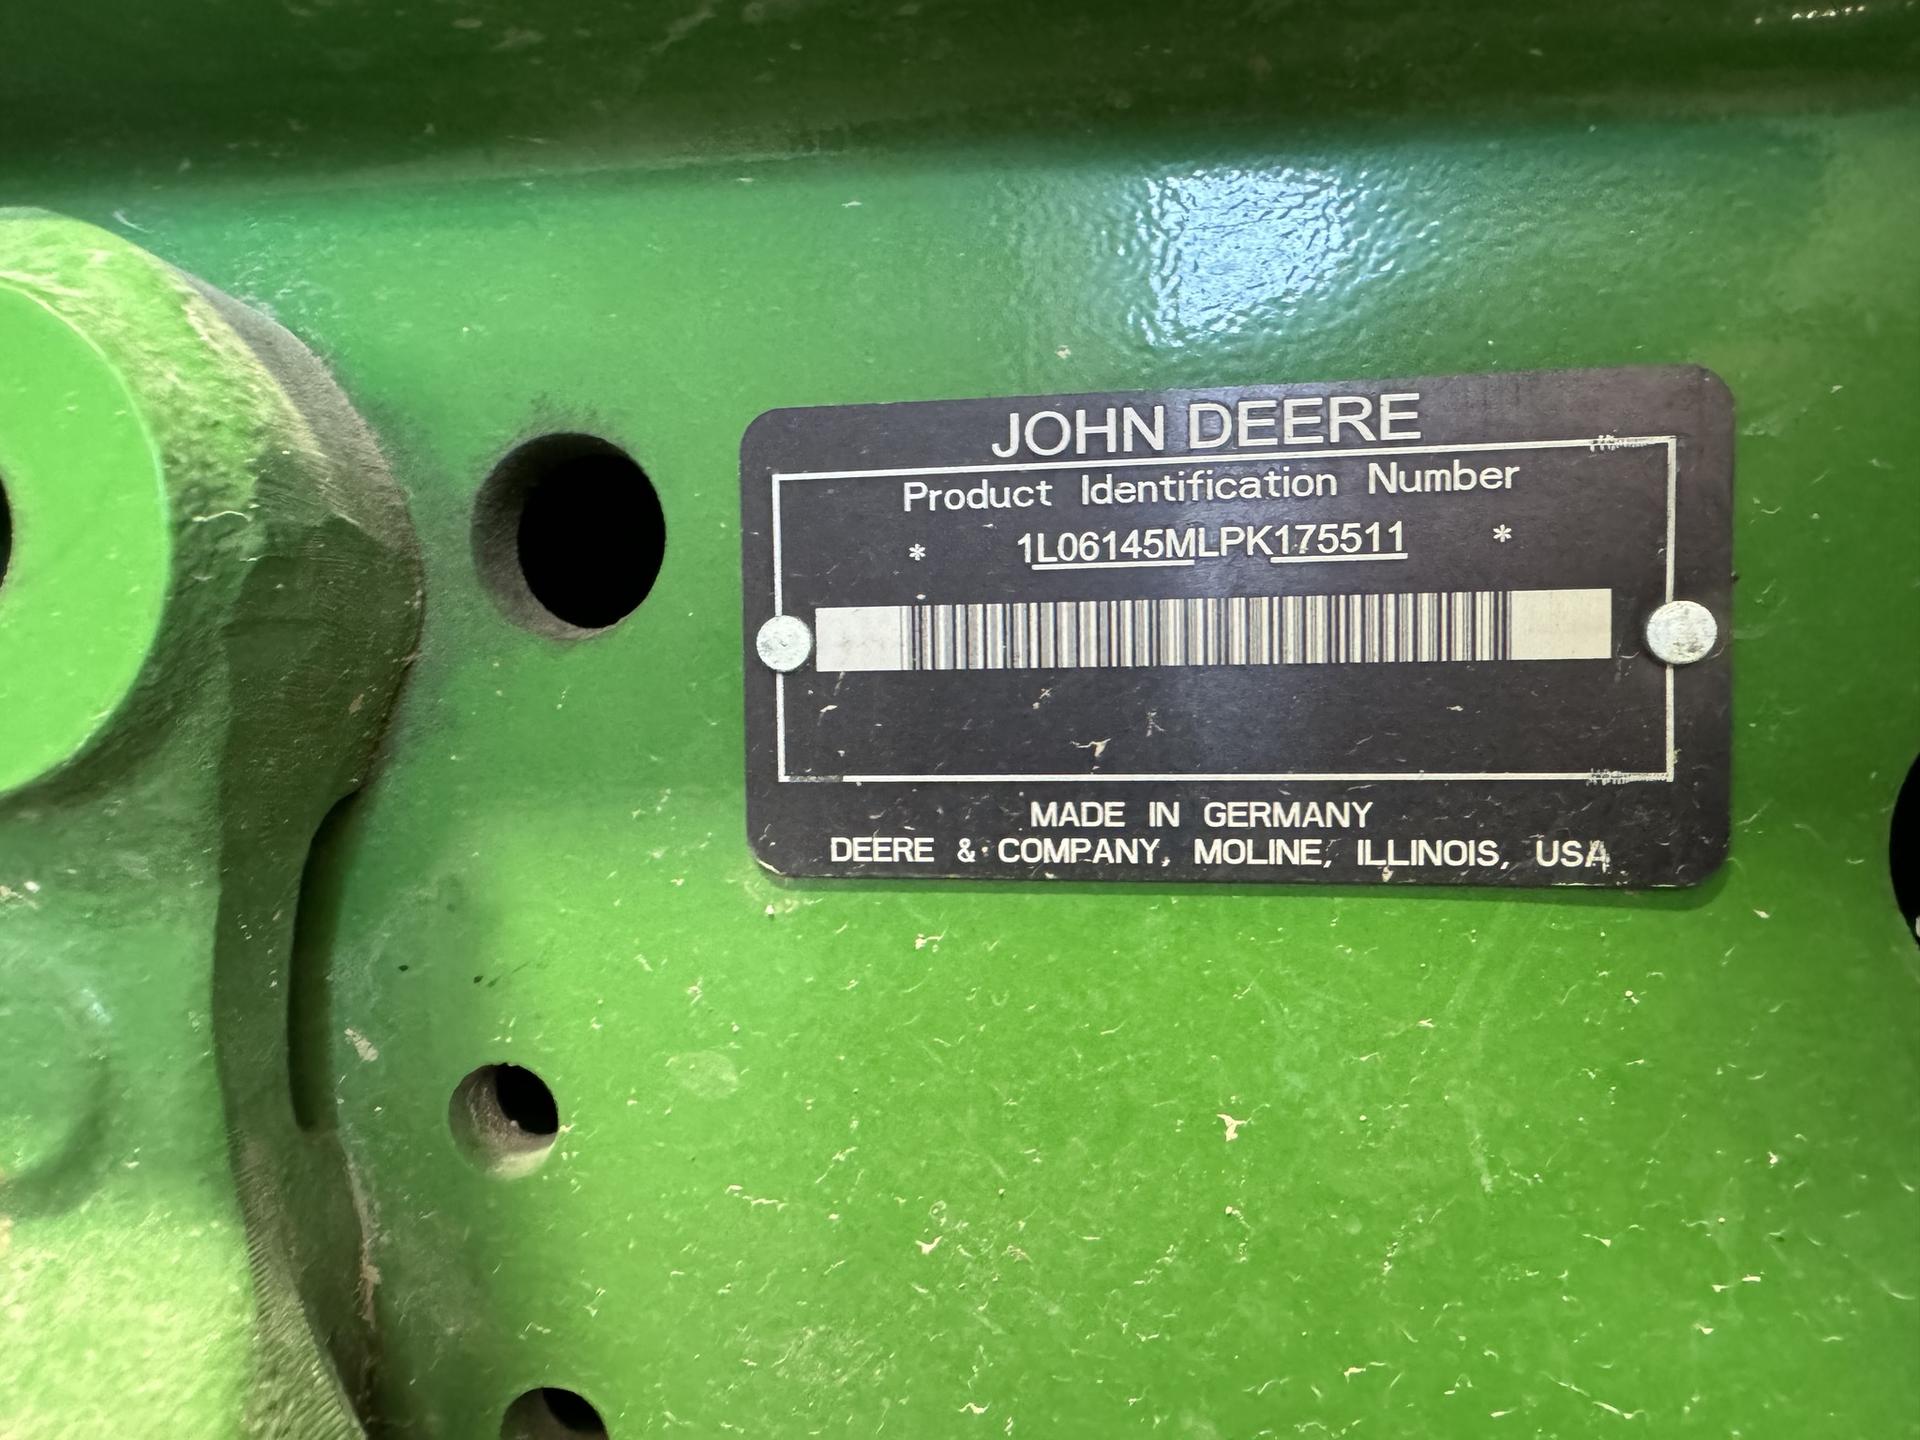 JOHN DEERE
Product Identification Number
* 1L06145MLPK175511 *
MADE IN GERMANY
DEERE & COMPANY, MOLINE, ILLINOIS, USA